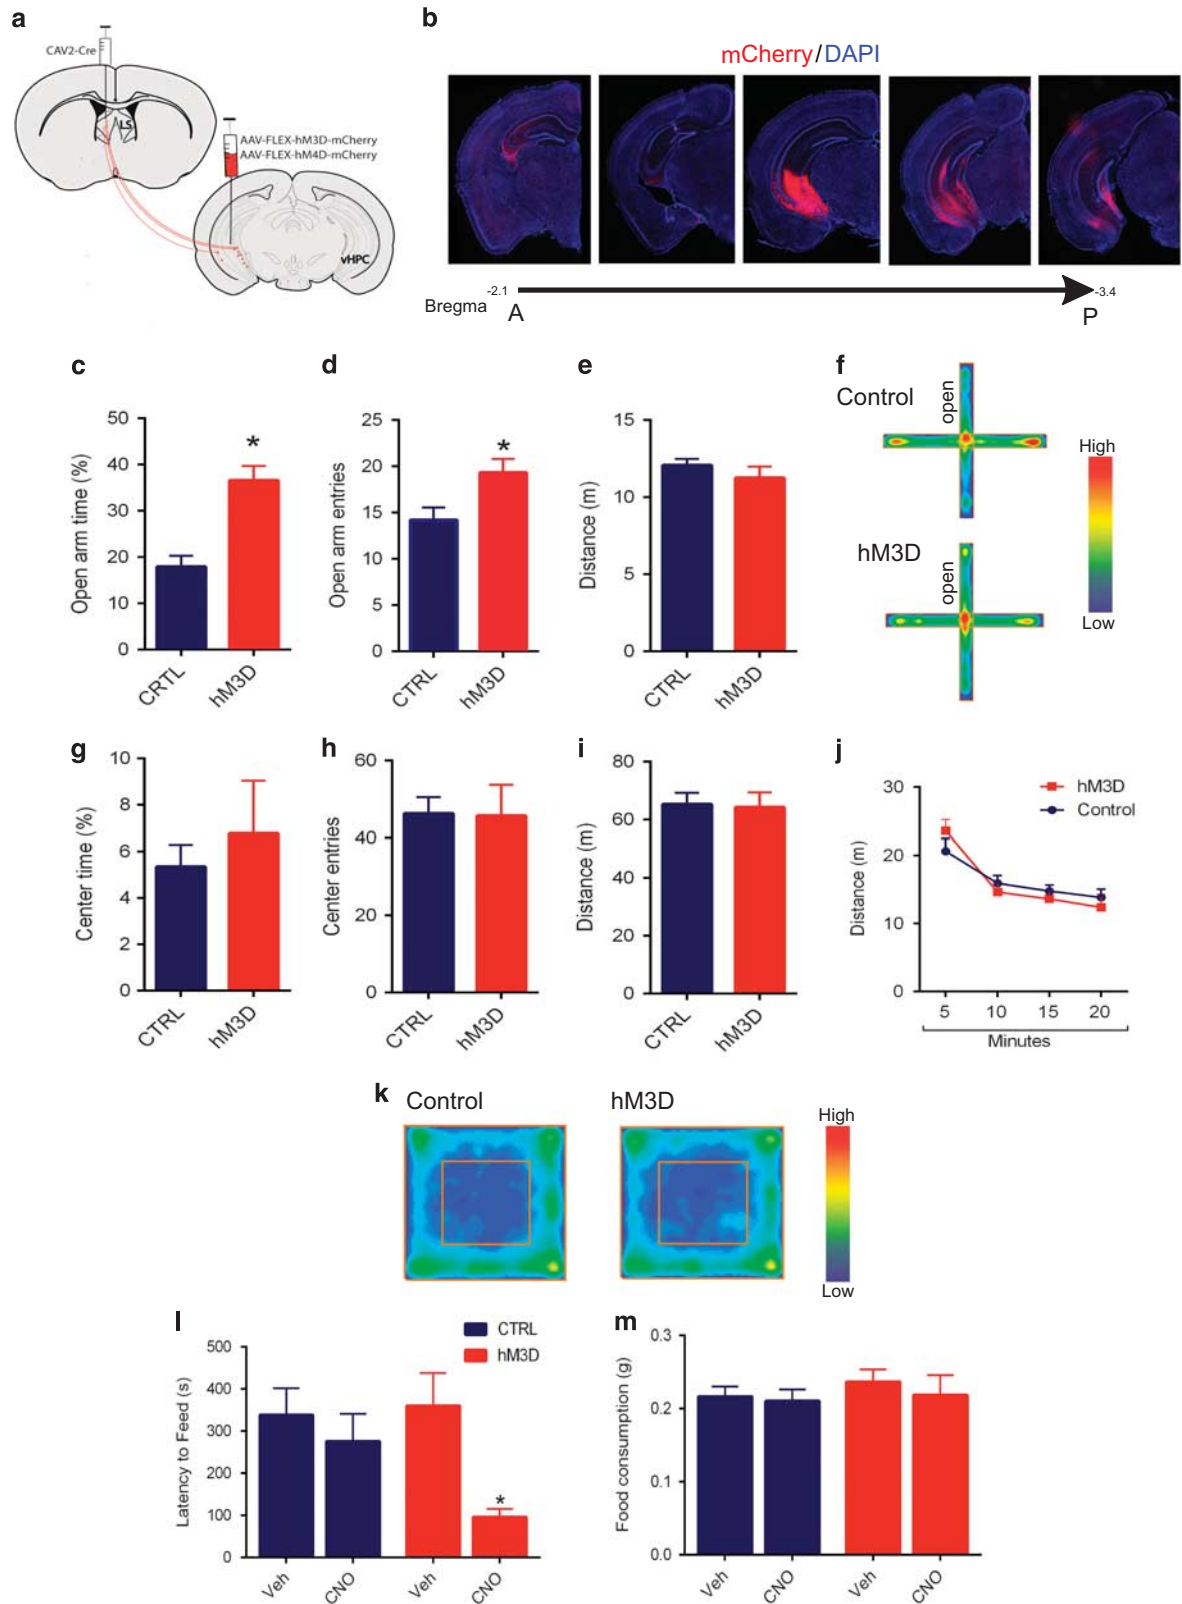 a
CAV2-Cre
LS
AAV-FLEX-hM3D-mCherry
AAV-FLEX-hM4D-mCherry
vHPC
b
mCherry/DAPI
Bregma -2.1 -3.4
A P
c
Open arm time (%)
50
40
30
20
10
0
CRTL hM3D
*
d
Open arm entries
25
20
15
10
5
0
CTRL hM3D
*
e
Distance (m)
15
10
5
0
CTRL hM3D
f
Control
open
hM3D
open
High
Low
g
Center time (%)
10
8
6
4
2
0
CTRL hM3D
h
Center entries
60
40
20
0
CTRL hM3D
i
Distance (m)
80
60
40
20
0
CTRL hM3D
j
Distance (m)
30
20
10
0
hM3D
Control
5 10 15 20
Minutes
k
Control hM3D
High
Low
l
Latency to Feed (s)
500
400
300
200
100
0
CTRL
hM3D
*
Veh CNO Veh CNO
m
Food consumption (g)
0.3
0.2
0.1
0.0
Veh CNO Veh CNO